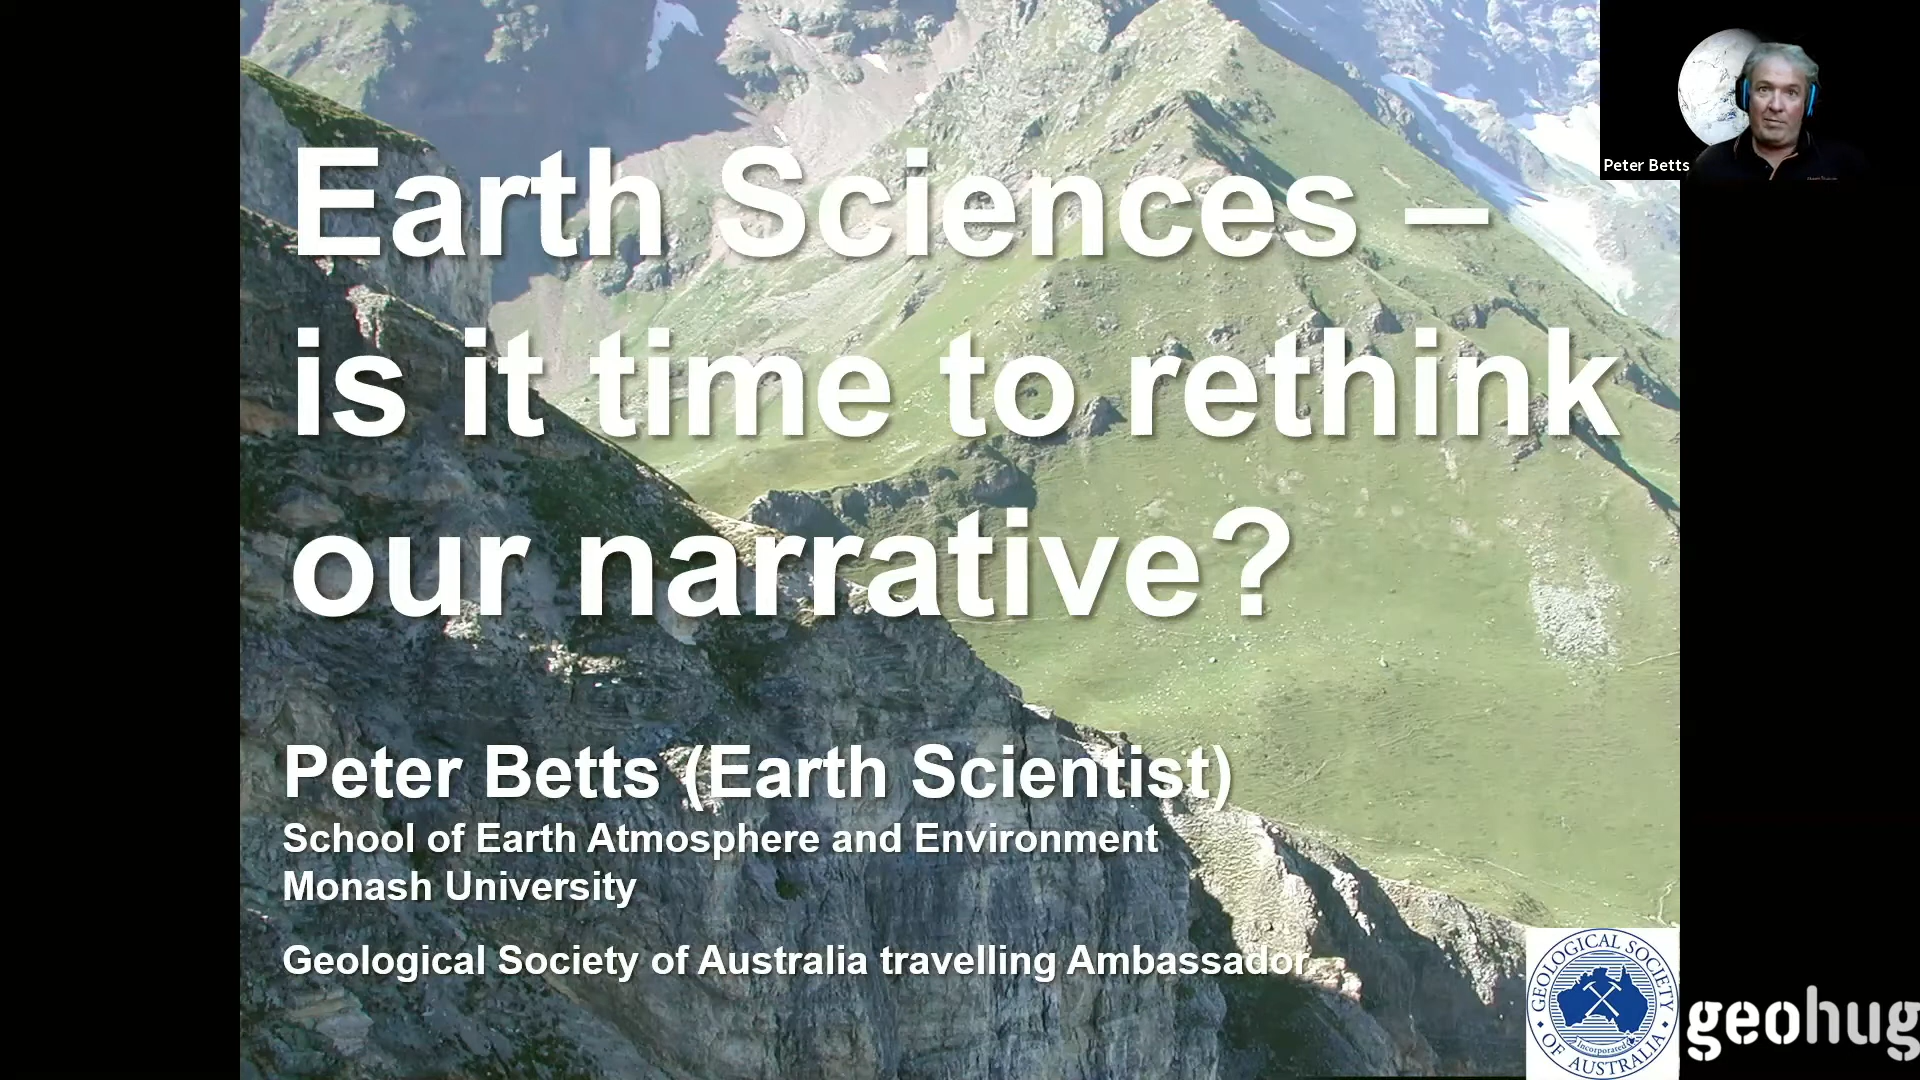 Earth Sciences –
is it time to rethink
our narrative?
Peter Betts (Earth Scientist)
School of Earth Atmosphere and Environment
Monash University
Geological Society of Australia travelling Ambassador
Peter Betts
GEOLOGICAL SOCIETY
Incorporated
• OF AUSTRALIA •
geohug